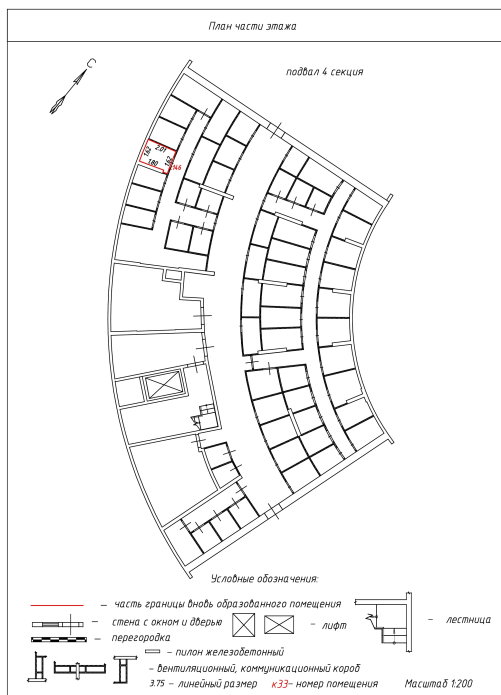 План части этажа
С
подвал 4 секция
2.01
1.62
1.62
1.80
Условные обозначения:
— часть границы вновь образованного помещения
— стена с окном и дверью
— лифт
— лестница
— перегородка
— пилон железобетонный
— вентиляционный, коммуникационный короб
3.75 — линейный размер
к33— номер помещения
Масштаб 1:200